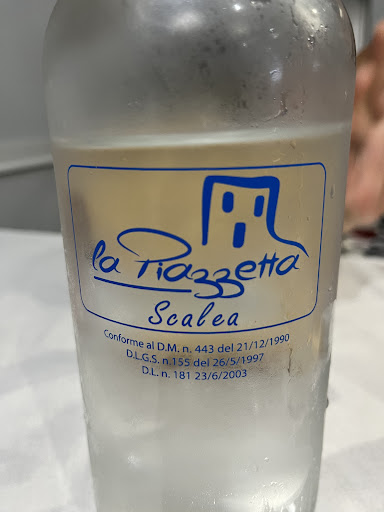 la Piazzetta
Scalea
Conforme al D.M. n. 443 del 21/12/1990
D.L.G.S. n.155 del 26/5/1997
D.L. n. 181 23/6/2003